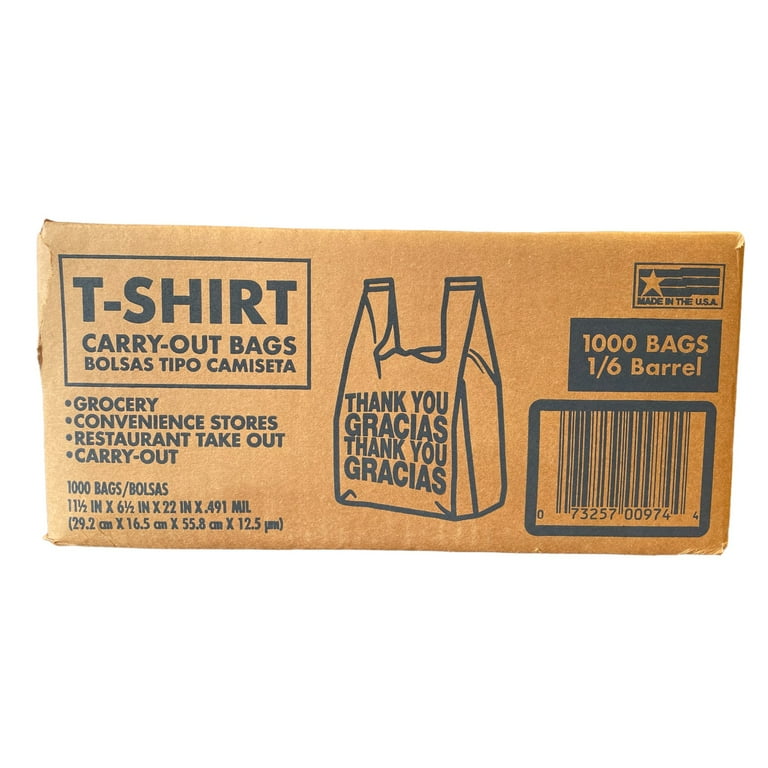 T-SHIRT
CARRY-OUT BAGS
BOLSAS TIPO CAMISETA
•GROCERY
•CONVENIENCE STORES
•RESTAURANT TAKE OUT
•CARRY-OUT
1000 BAGS/BOLSAS
11½ IN X 6½ IN X 22 IN X .491 MIL
(29.2 cm X 16.5 cm X 55.8 cm X 12.5 µm)
THANK YOU
GRACIAS
THANK YOU
GRACIAS
MADE IN THE U.S.A.
1000 BAGS
1/6 Barrel
0 73257 00974 4